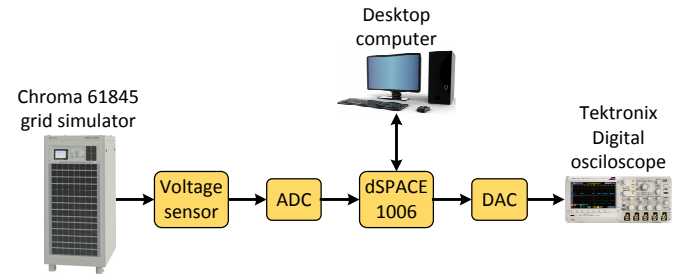 Desktop
computer
Chroma 61845
grid simulator
Tektronix
Digital
osciloscope
Voltage
sensor
ADC
dSPACE
1006
DAC